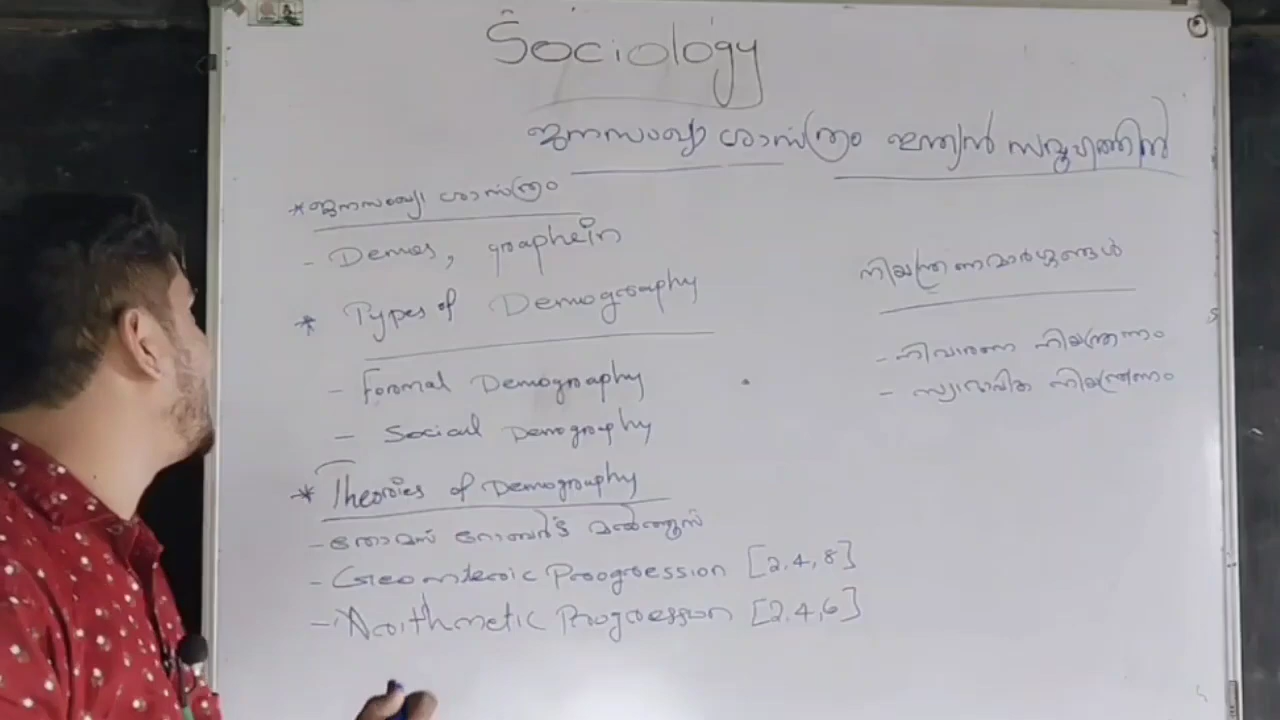 Sociology
ജനസംഖ്യാ ശാസ്ത്രം ഇന്ത്യൻ സമൂഹത്തിൽ
* ജനസംഖ്യാ ശാസ്ത്രം
- Demos, graphein
* Types of Demography
- Formal Demography
- Social Demography
* Theories of Demography
- തോമസ് റോബർട്ട് മാൽത്തൂസ്
- Geometric Progression [2,4,8]
- Arithmetic Progression [2,4,6]
നിയന്ത്രണമാർഗ്ഗങ്ങൾ
- നിവാരണ നിയന്ത്രണം
- സ്വാഭാവിക നിയന്ത്രണം